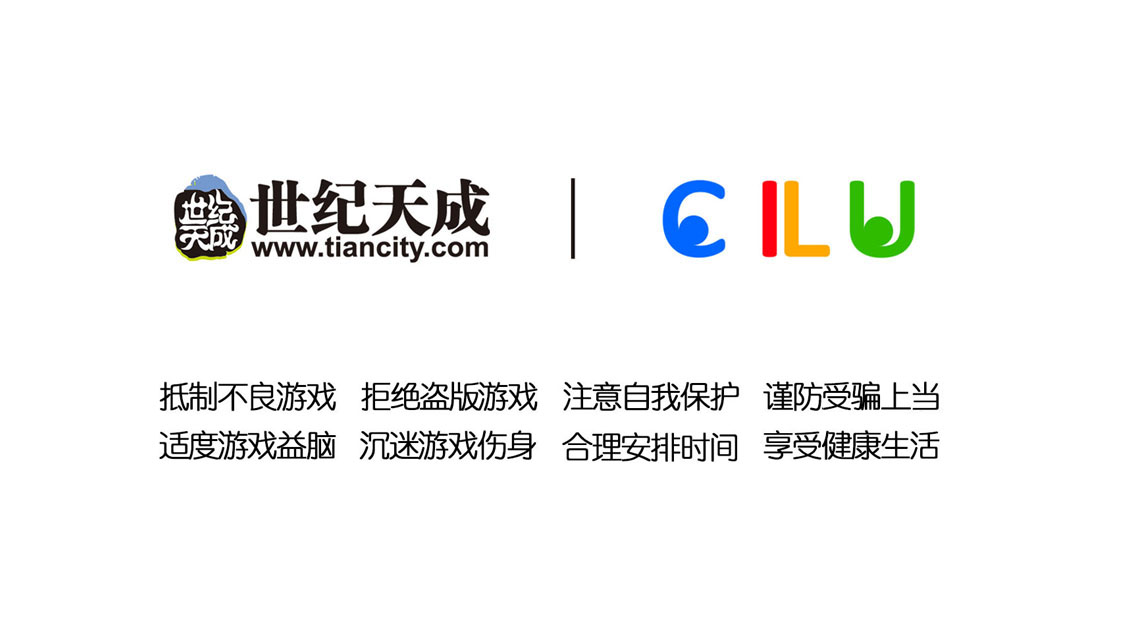 世纪天成
世纪天成
www.tiancity.com
CILU
抵制不良游戏 拒绝盗版游戏 注意自我保护 谨防受骗上当
适度游戏益脑 沉迷游戏伤身 合理安排时间 享受健康生活